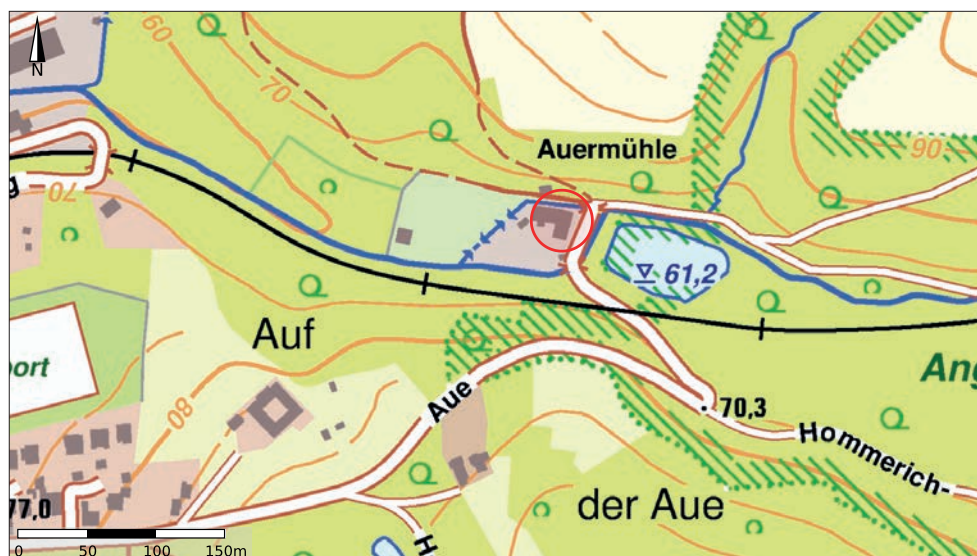 N
60
70
Auermühle
90
g
70
61,2
Auf
ort
Ang
Aue
80
70,3
Hommerich-
der Aue
77,0
H
0 50 100 150m